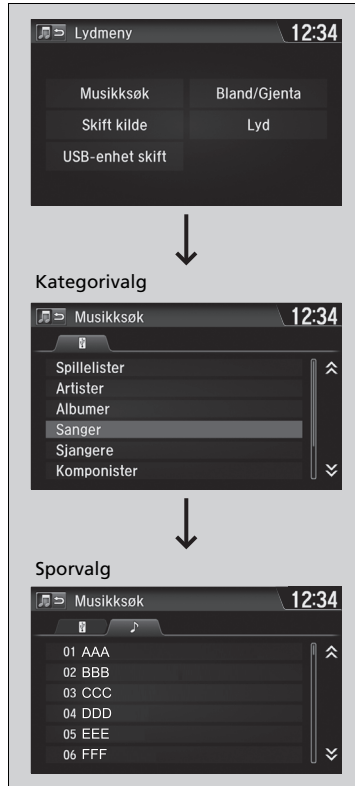 Lydmeny 12:34
Musikksøk Bland/Gjenta
Skift kilde Lyd
USB-enhet skift
Kategorivalg
Musikksøk 12:34
Spillelister
Artister
Albumer
Sanger
Sjangere
Komponister
Sporvalg
Musikksøk 12:34
01 AAA
02 BBB
03 CCC
04 DDD
05 EEE
06 FFF